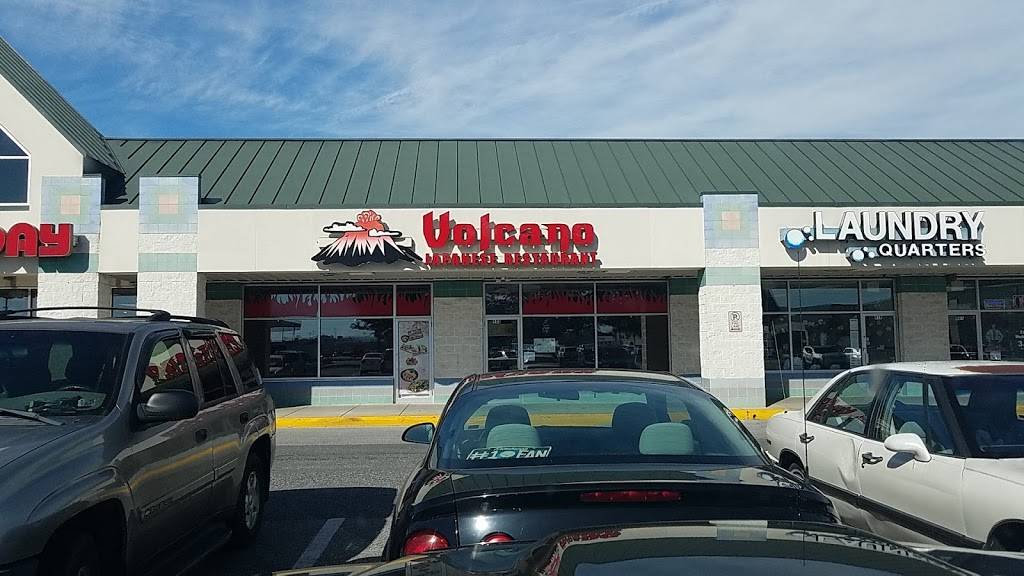 DAY
Volcano
JAPANESE RESTAURANT
LAUNDRY
QUARTERS
#1 FAN